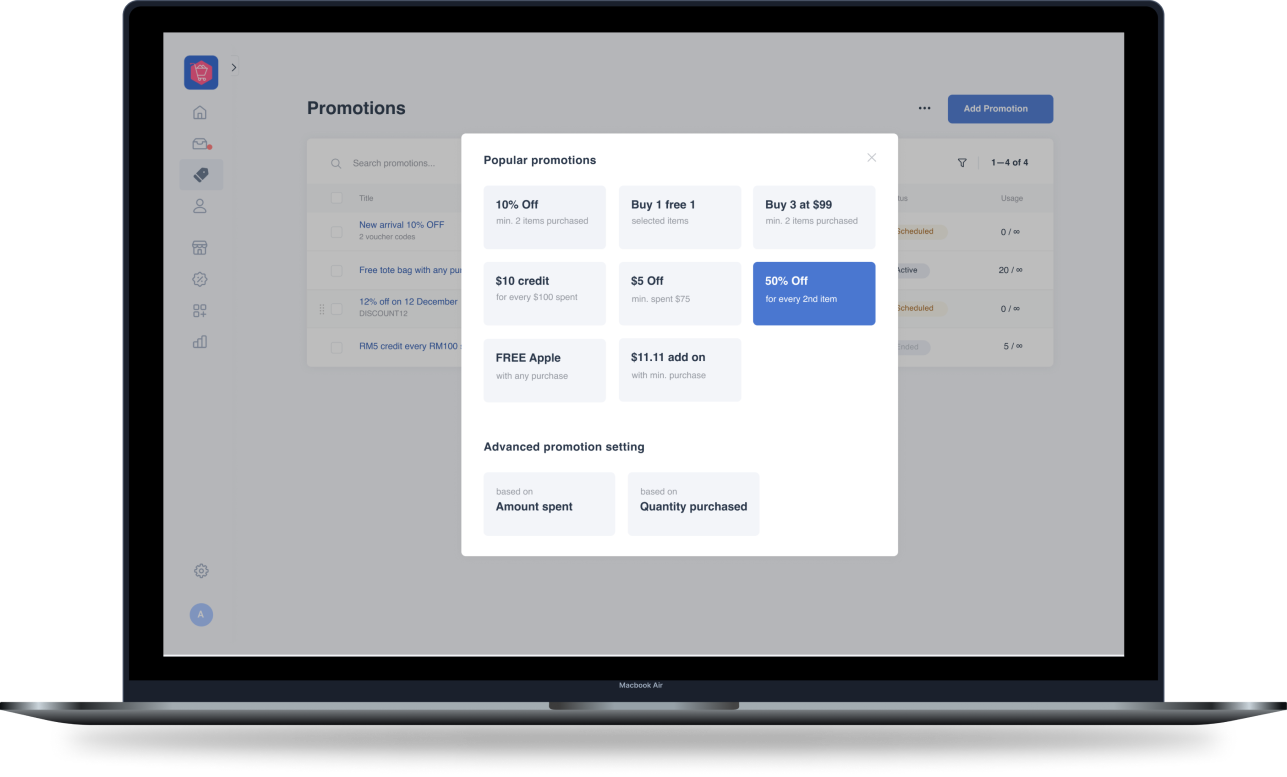 Promotions
Add Promotion
Search promotions...
1—4 of 4
Title
Usage
New arrival 10% OFF
2 voucher codes
Scheduled
0 / ∞
Free tote bag with any
Active
20 / ∞
12% off on 12 December
DISCOUNT12
Scheduled
0 / ∞
RM5 credit every RM100
Ended
5 / ∞
A
Popular promotions
10% Off
min. 2 items purchased
Buy 1 free 1
selected items
Buy 3 at $99
min. 2 items purchased
$10 credit
for every $100 spent
$5 Off
min. spent $75
50% Off
for every 2nd item
FREE Apple
with any purchase
$11.11 add on
with min. purchase
Advanced promotion setting
based on
Amount spent
based on
Quantity purchased
Macbook Air